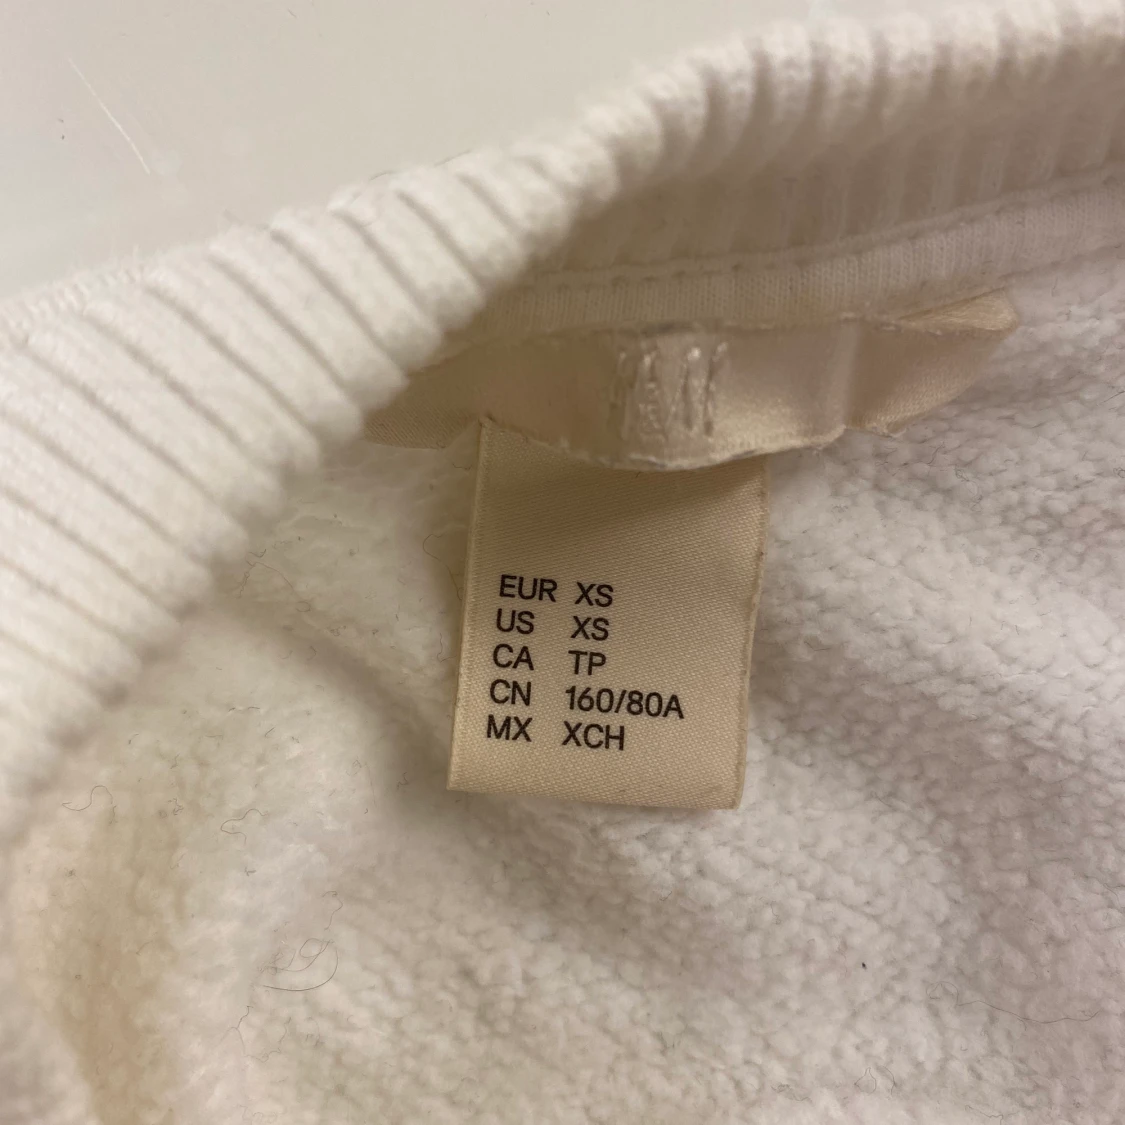 H&M
EUR XS
US XS
CA TP
CN 160/80A
MX XCH